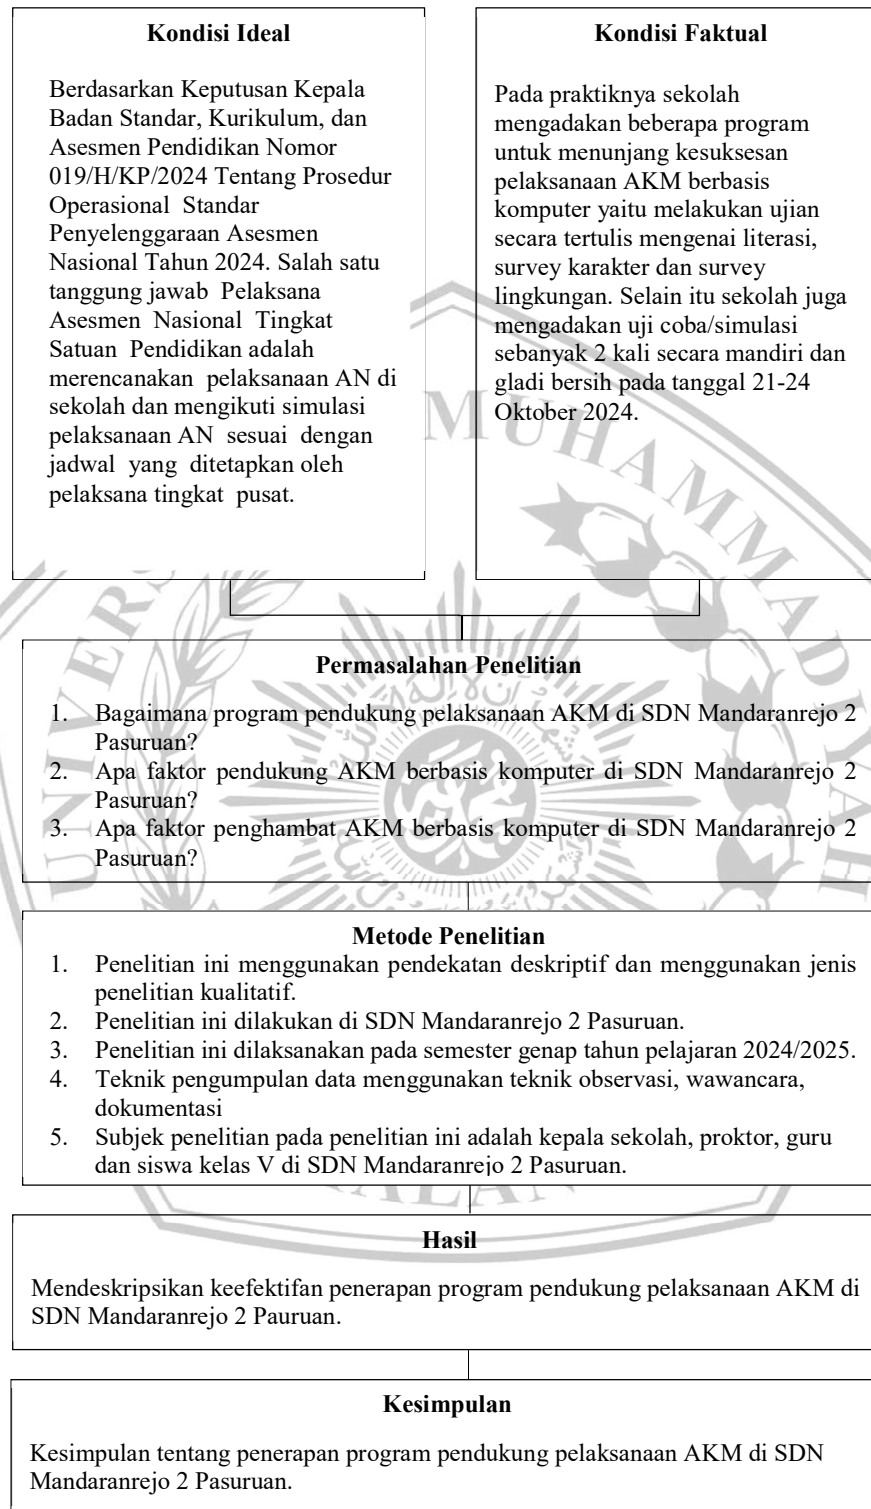 Kondisi Ideal
Berdasarkan Keputusan Kepala
Badan Standar, Kurikulum, dan
Asesmen Pendidikan Nomor
019/H/KP/2024 Tentang Prosedur
Operasional Standar
Penyelenggaraan Asesmen
Nasional Tahun 2024. Salah satu
tanggung jawab Pelaksana
Asesmen Nasional Tingkat
Satuan Pendidikan adalah
merencanakan pelaksanaan AN di
sekolah dan mengikuti simulasi
pelaksanaan AN sesuai dengan
jadwal yang ditetapkan oleh
pelaksana tingkat pusat.
Kondisi Faktual
Pada praktiknya sekolah
mengadakan beberapa program
untuk menunjang kesuksesan
pelaksanaan AKM berbasis
komputer yaitu melakukan ujian
secara tertulis mengenai literasi,
survey karakter dan survey
lingkungan. Selain itu sekolah juga
mengadakan uji coba/simulasi
sebanyak 2 kali secara mandiri dan
gladi bersih pada tanggal 21-24
Oktober 2024.
Permasalahan Penelitian
1. Bagaimana program pendukung pelaksanaan AKM di SDN Mandaranrejo 2
Pasuruan?
2. Apa faktor pendukung AKM berbasis komputer di SDN Mandaranrejo 2
Pasuruan?
3. Apa faktor penghambat AKM berbasis komputer di SDN Mandaranrejo 2
Pasuruan?
Metode Penelitian
1. Penelitian ini menggunakan pendekatan deskriptif dan menggunakan jenis
penelitian kualitatif.
2. Penelitian ini dilakukan di SDN Mandaranrejo 2 Pasuruan.
3. Penelitian ini dilaksanakan pada semester genap tahun pelajaran 2024/2025.
4. Teknik pengumpulan data menggunakan teknik observasi, wawancara,
dokumentasi
5. Subjek penelitian pada penelitian ini adalah kepala sekolah, proktor, guru
dan siswa kelas V di SDN Mandaranrejo 2 Pasuruan.
Hasil
Mendeskripsikan keefektifan penerapan program pendukung pelaksanaan AKM di
SDN Mandaranrejo 2 Pauruan.
Kesimpulan
Kesimpulan tentang penerapan program pendukung pelaksanaan AKM di SDN
Mandaranrejo 2 Pasuruan.